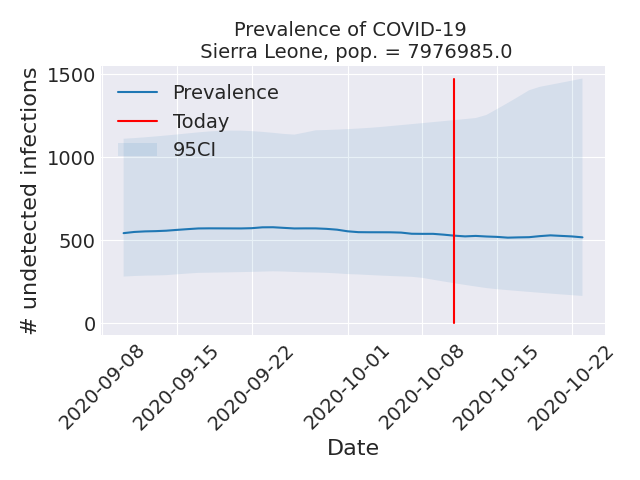 Prevalence of COVID-19
Sierra Leone, pop. = 7976985.0
# undetected infections
1500
1000
500
0
Prevalence
Today
95CI
2020-09-08
2020-09-15
2020-09-22
2020-10-01
2020-10-08
2020-10-15
2020-10-22
Date